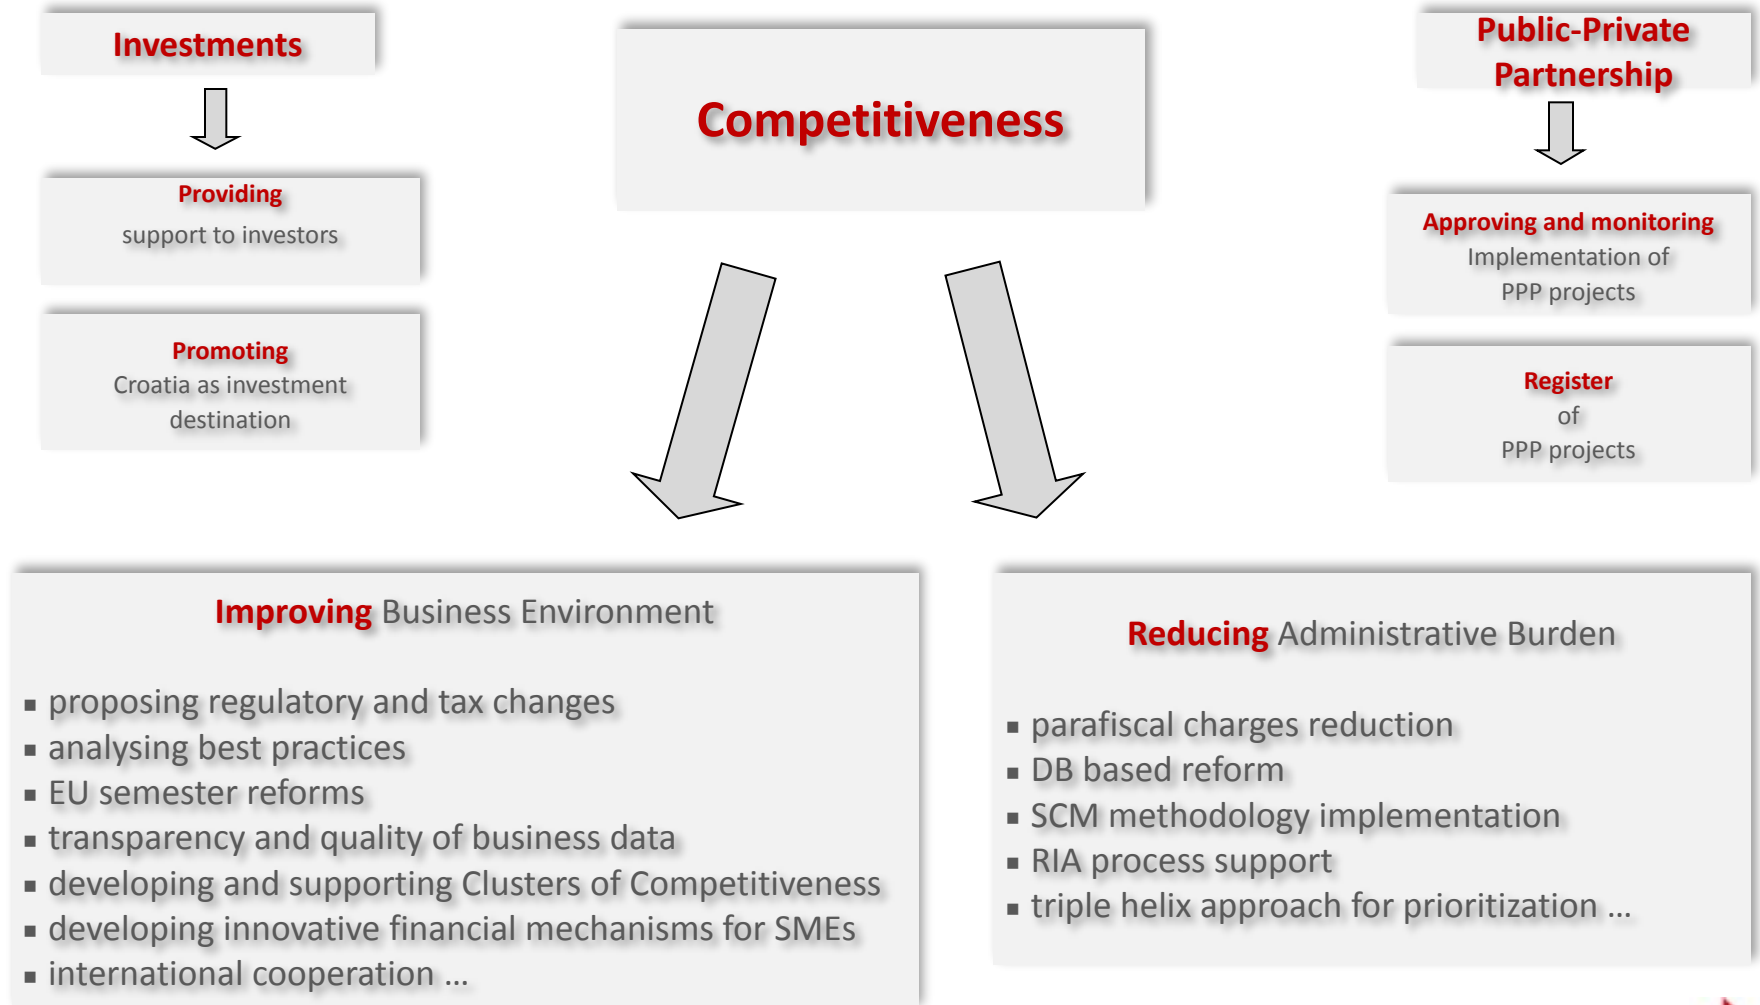 Investments
Providing
support to investors
Promoting
Croatia as investment
destination
Competitiveness
Public-Private
Partnership
Approving and monitoring
Implementation of
PPP projects
Register
of
PPP projects
Improving Business Environment
▪ proposing regulatory and tax changes
▪ analysing best practices
▪ EU semester reforms
▪ transparency and quality of business data
▪ developing and supporting Clusters of Competitiveness
▪ developing innovative financial mechanisms for SMEs
▪ international cooperation ...
Reducing Administrative Burden
▪ parafiscal charges reduction
▪ DB based reform
▪ SCM methodology implementation
▪ RIA process support
▪ triple helix approach for prioritization ...